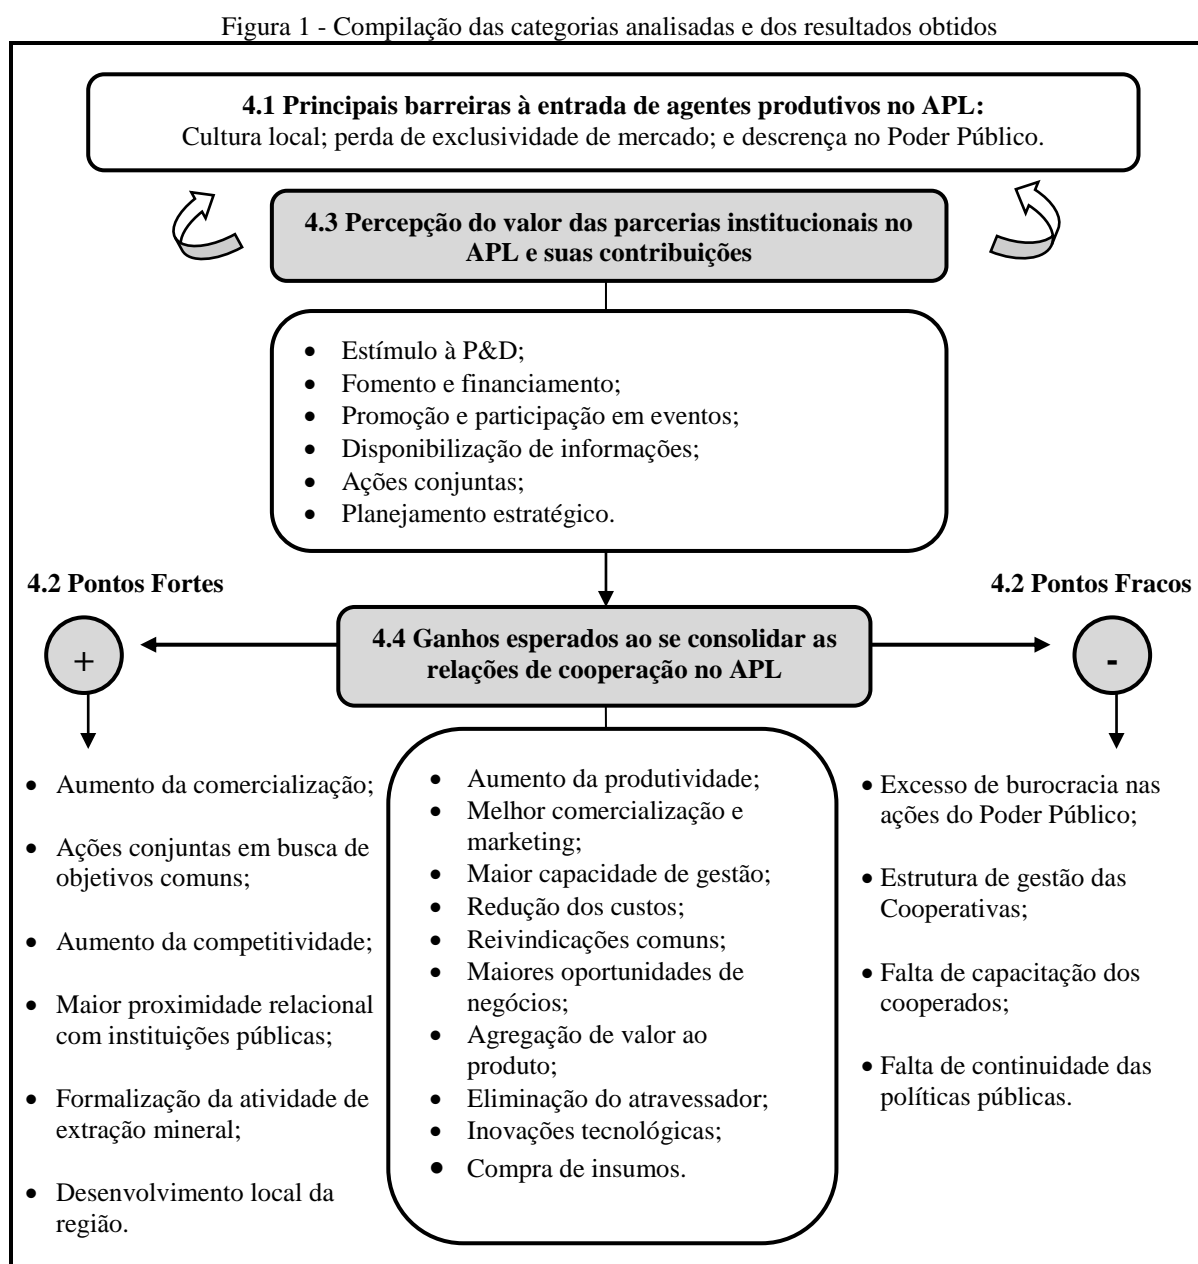 Figura 1 - Compilação das categorias analisadas e dos resultados obtidos
4.1 Principais barreiras à entrada de agentes produtivos no APL:
Cultura local; perda de exclusividade de mercado; e descrença no Poder Público.
4.3 Percepção do valor das parcerias institucionais no
APL e suas contribuições
• Estímulo à P&D;
• Fomento e financiamento;
• Promoção e participação em eventos;
• Disponibilização de informações;
• Ações conjuntas;
• Planejamento estratégico.
4.2 Pontos Fortes
4.2 Pontos Fracos
+
4.4 Ganhos esperados ao se consolidar as
relações de cooperação no APL
-
• Aumento da comercialização;
• Ações conjuntas em busca de
objetivos comuns;
• Aumento da competitividade;
• Maior proximidade relacional
com instituições públicas;
• Formalização da atividade de
extração mineral;
• Desenvolvimento local da
região.
• Aumento da produtividade;
• Melhor comercialização e
marketing;
• Maior capacidade de gestão;
• Redução dos custos;
• Reivindicações comuns;
• Maiores oportunidades de
negócios;
• Agregação de valor ao
produto;
• Eliminação do atravessador;
• Inovações tecnológicas;
• Compra de insumos.
• Excesso de burocracia nas
ações do Poder Público;
• Estrutura de gestão das
Cooperativas;
• Falta de capacitação dos
cooperados;
• Falta de continuidade das
políticas públicas.